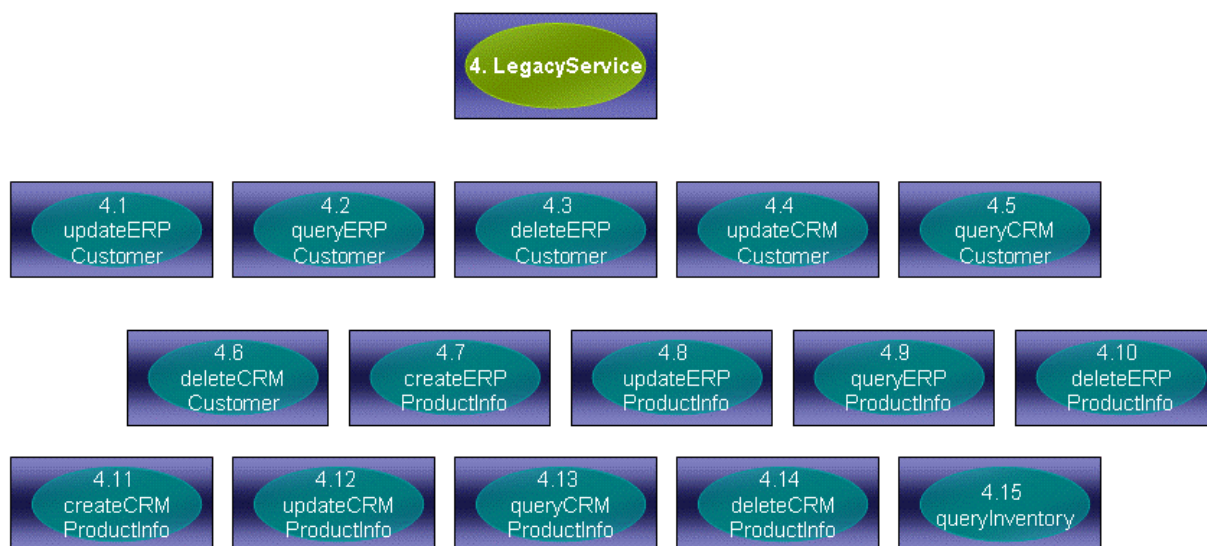 4. LegacyService
4.1
updateERP
Customer
4.2
queryERP
Customer
4.3
deleteERP
Customer
4.4
updateCRM
Customer
4.5
queryCRM
Customer
4.6
deleteCRM
Customer
4.7
createERP
ProductInfo
4.8
updateERP
ProductInfo
4.9
queryERP
ProductInfo
4.10
deleteERP
ProductInfo
4.11
createCRM
ProductInfo
4.12
updateCRM
ProductInfo
4.13
queryCRM
ProductInfo
4.14
deleteCRM
ProductInfo
4.15
queryInventory